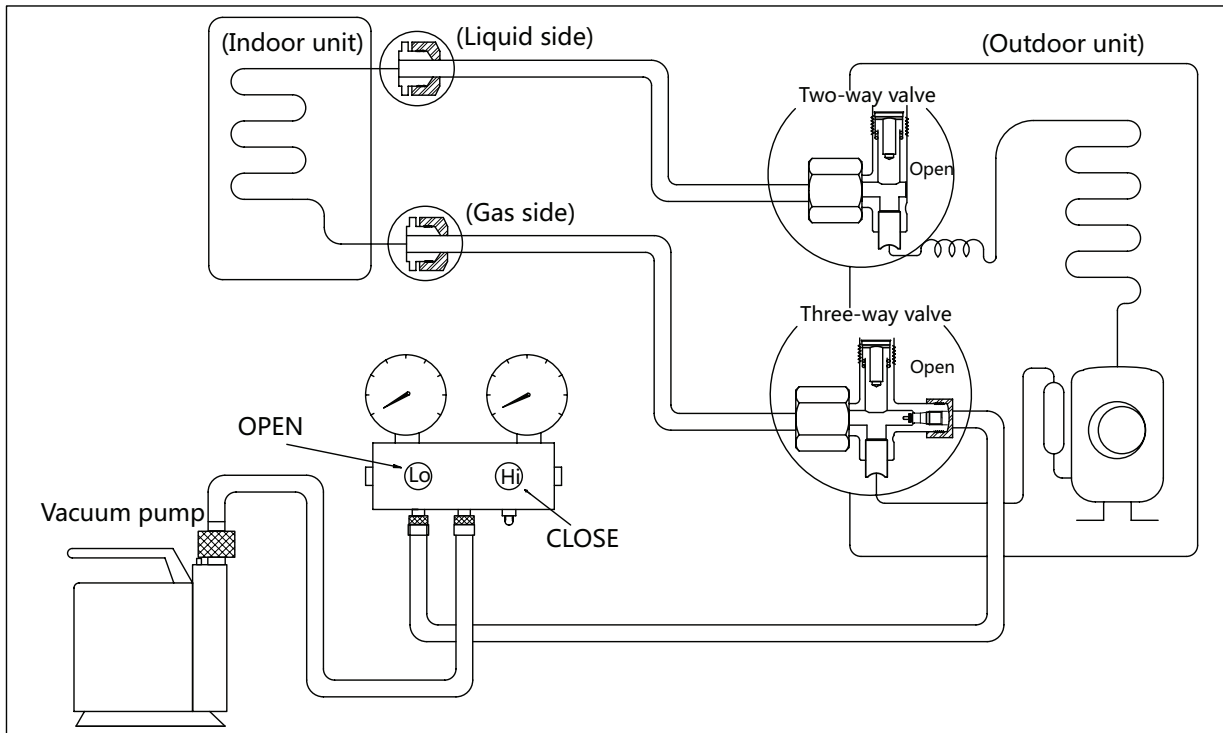 (Indoor unit)
(Liquid side)
(Outdoor unit)
Two-way valve
Open
(Gas side)
Three-way valve
Open
OPEN
Lo
Hi
CLOSE
Vacuum pump